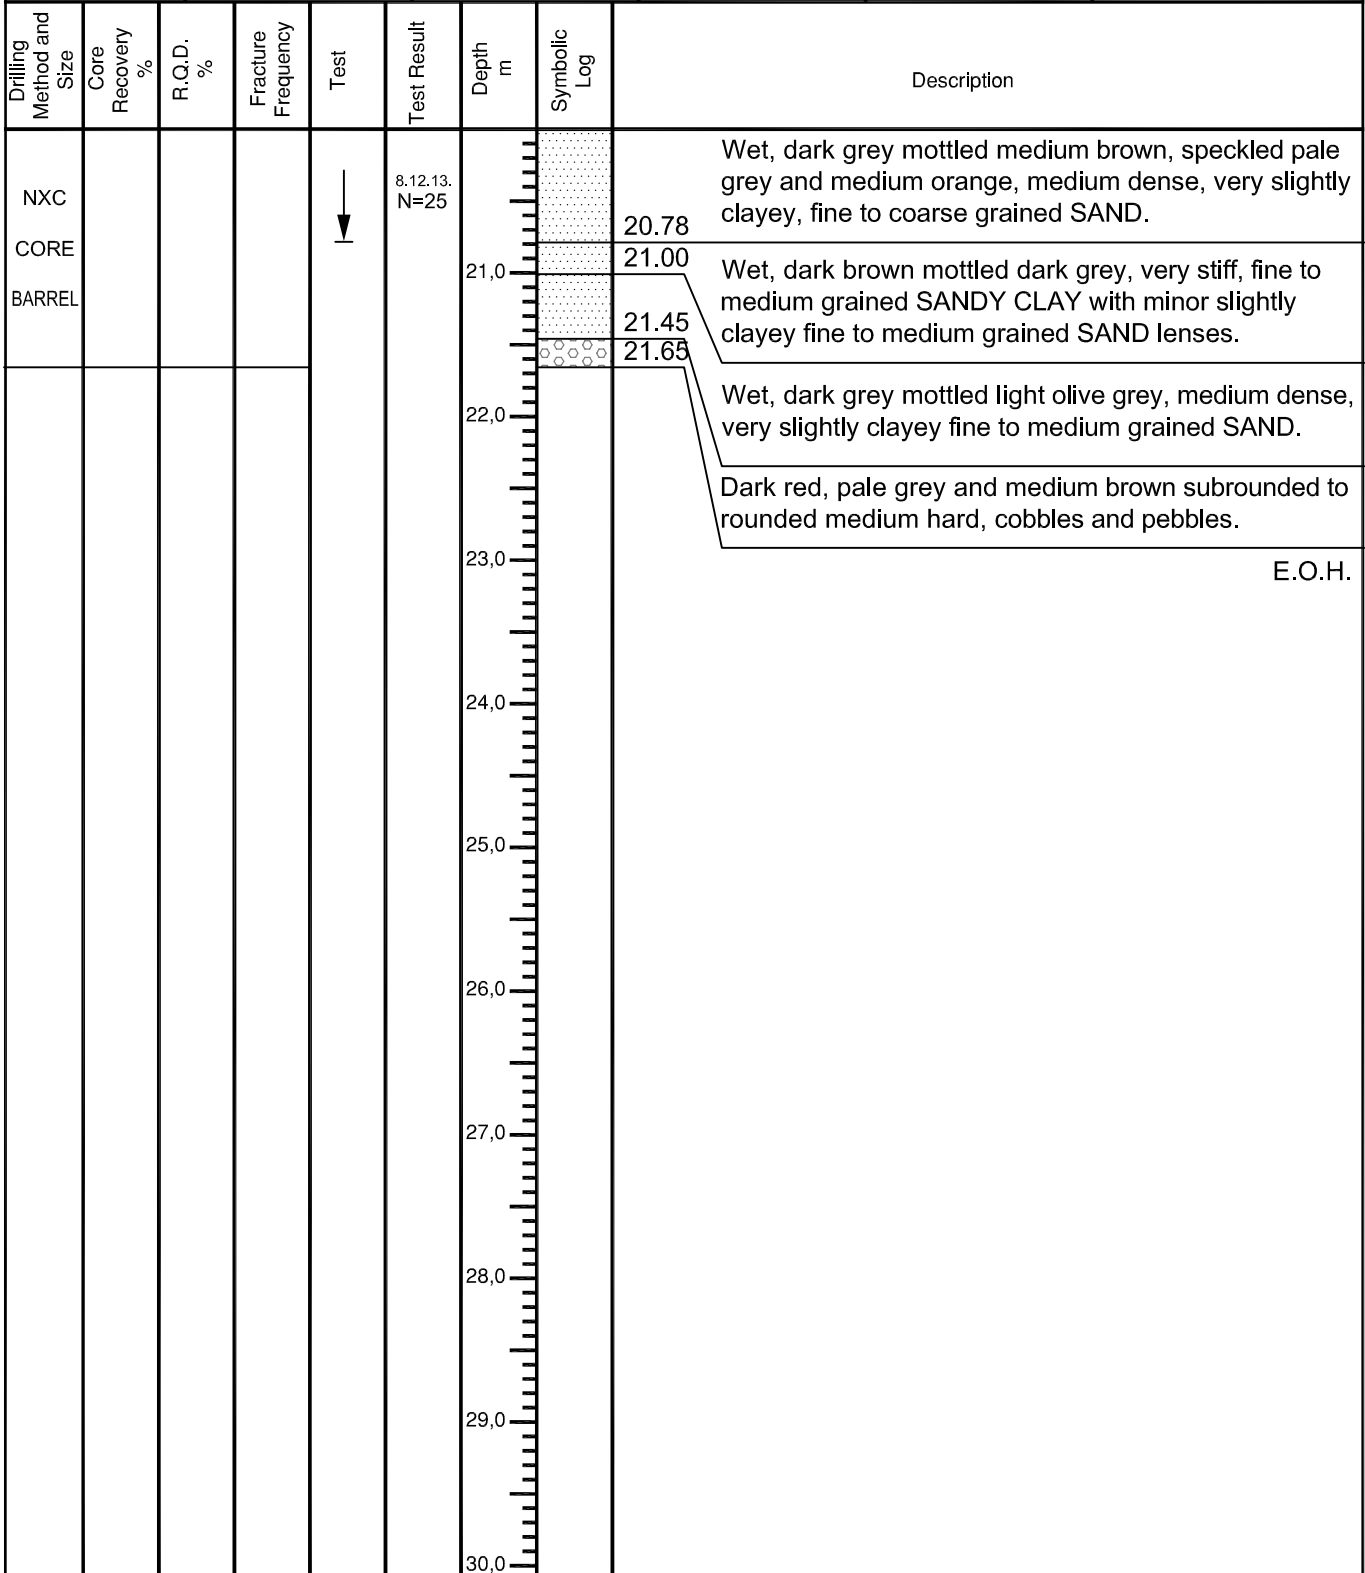 Drilling
Method and
Size
Core
Recovery
%
R.Q.D.
%
Fracture
Frequency
Test
Test Result
Depth
m
Symbolic
Log
Description
NXC
CORE
BARREL
8.12.13.
N=25
21,0
22,0
23,0
24,0
25,0
26,0
27,0
28,0
29,0
30,0
20.78
21.00
21.45
21.65
Wet, dark grey mottled medium brown, speckled pale
grey and medium orange, medium dense, very slightly
clayey, fine to coarse grained SAND.
Wet, dark brown mottled dark grey, very stiff, fine to
medium grained SANDY CLAY with minor slightly
clayey fine to medium grained SAND lenses.
Wet, dark grey mottled light olive grey, medium dense,
very slightly clayey fine to medium grained SAND.
Dark red, pale grey and medium brown subrounded to
rounded medium hard, cobbles and pebbles.
E.O.H.